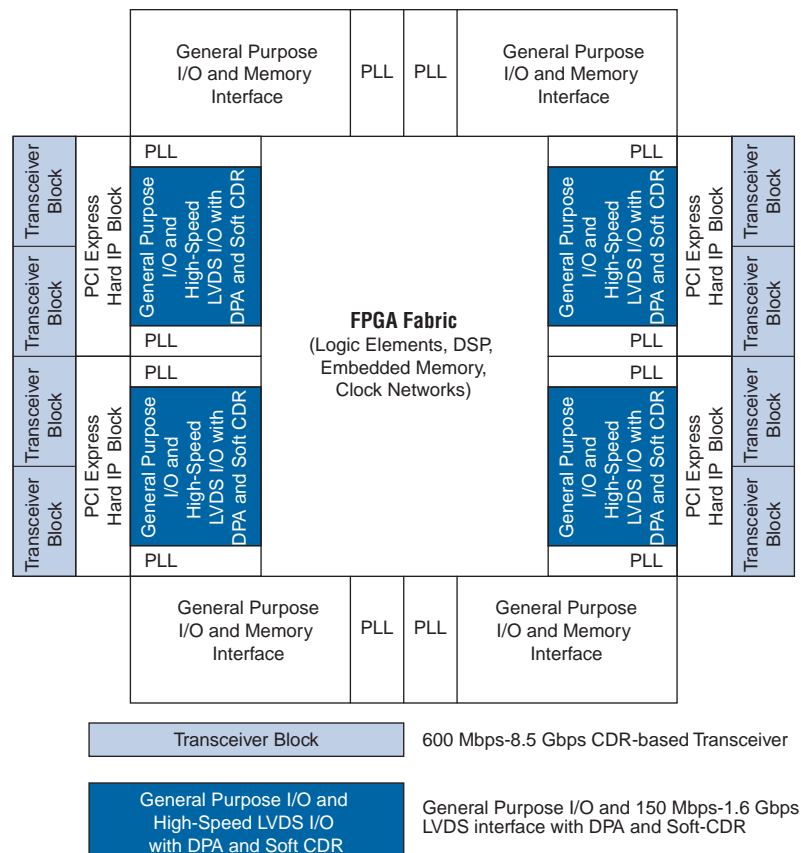 General Purpose
I/O and Memory
Interface
PLL
PLL
General Purpose
I/O and Memory
Interface
Transceiver
Block
Transceiver
Block
Transceiver
Block
Transceiver
Block
PCI Express
Hard IP Block
PCI Express
Hard IP Block
PLL
General Purpose
I/O and
High-Speed
LVDS I/O with
DPA and Soft CDR
PLL
PLL
General Purpose
I/O and
High-Speed
LVDS I/O with
DPA and Soft CDR
PLL
FPGA Fabric
(Logic Elements, DSP,
Embedded Memory,
Clock Networks)
PLL
General Purpose
I/O and
High-Speed
LVDS I/O with
DPA and Soft CDR
PLL
PLL
General Purpose
I/O and
High-Speed
LVDS I/O with
DPA and Soft CDR
PLL
PCI Express
Hard IP Block
PCI Express
Hard IP Block
Transceiver
Block
Transceiver
Block
Transceiver
Block
Transceiver
Block
General Purpose
I/O and Memory
Interface
PLL
PLL
General Purpose
I/O and Memory
Interface
Transceiver Block
600 Mbps-8.5 Gbps CDR-based Transceiver
General Purpose I/O and
High-Speed LVDS I/O
with DPA and Soft CDR
General Purpose I/O and 150 Mbps-1.6 Gbps
LVDS interface with DPA and Soft-CDR